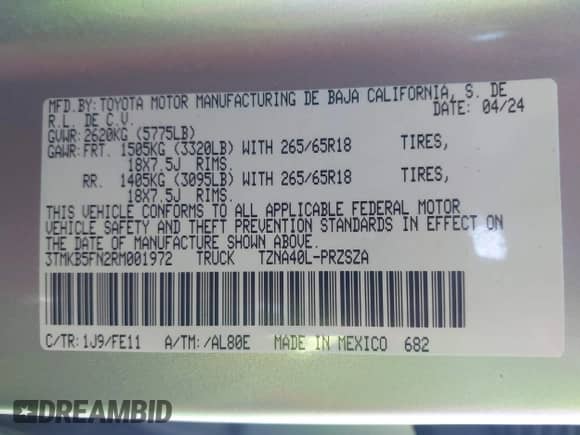 MFD.BY:TOYOTA MOTOR MANUFACTURING DE BAJA CALIFORNIA, S. DE
R.L. DE C.V. DATE: 04/24
GVWR:2620KG (5775LB)
GAWR:FRT. 1505KG (3320LB) WITH 265/65R18 TIRES,
18X7.5J RIMS.
RR. 1405KG (3095LB) WITH 265/65R18 TIRES,
18X7.5J RIMS.
THIS VEHICLE CONFORMS TO ALL APPLICABLE FEDERAL MOTOR
VEHICLE SAFETY AND THEFT PREVENTION STANDARDS IN EFFECT ON
THE DATE OF MANUFACTURE SHOWN ABOVE.
3TMKB5FN2RM001972 TRUCK TZNA40L-PRZSZA
C/TR:1J9/FE11 A/TM:/AL80E MADE IN MEXICO 682
DREAMBID